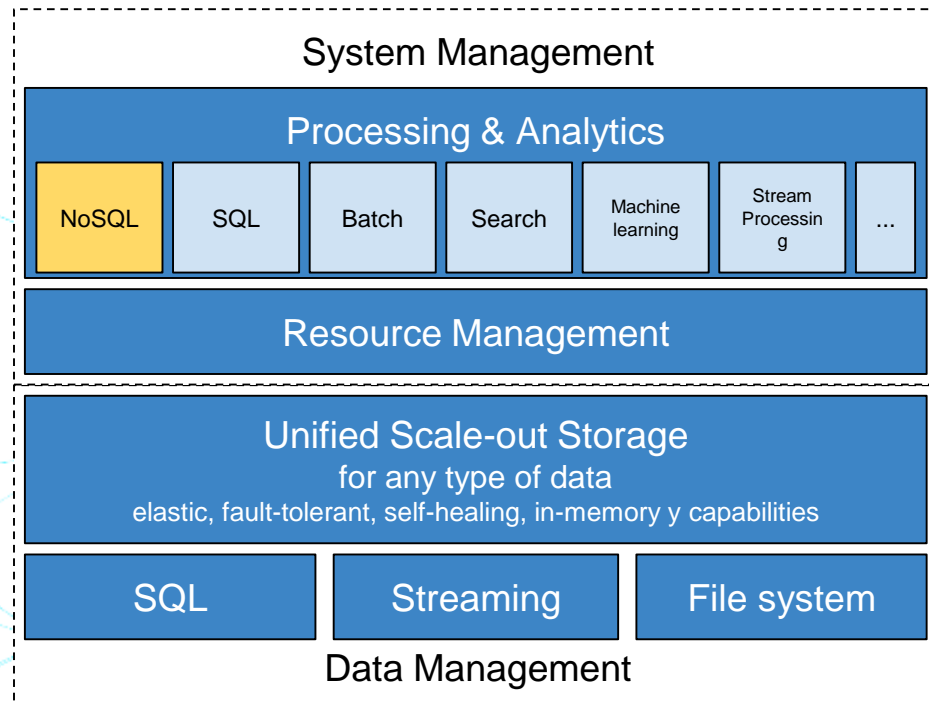 System Management
Processing & Analytics
NoSQL
SQL
Batch
Search
Machine
learning
Stream
Processin
g
...
Resource Management
Unified Scale-out Storage
for any type of data
elastic, fault-tolerant, self-healing, in-memory y capabilities
SQL
Streaming
File system
Data Management